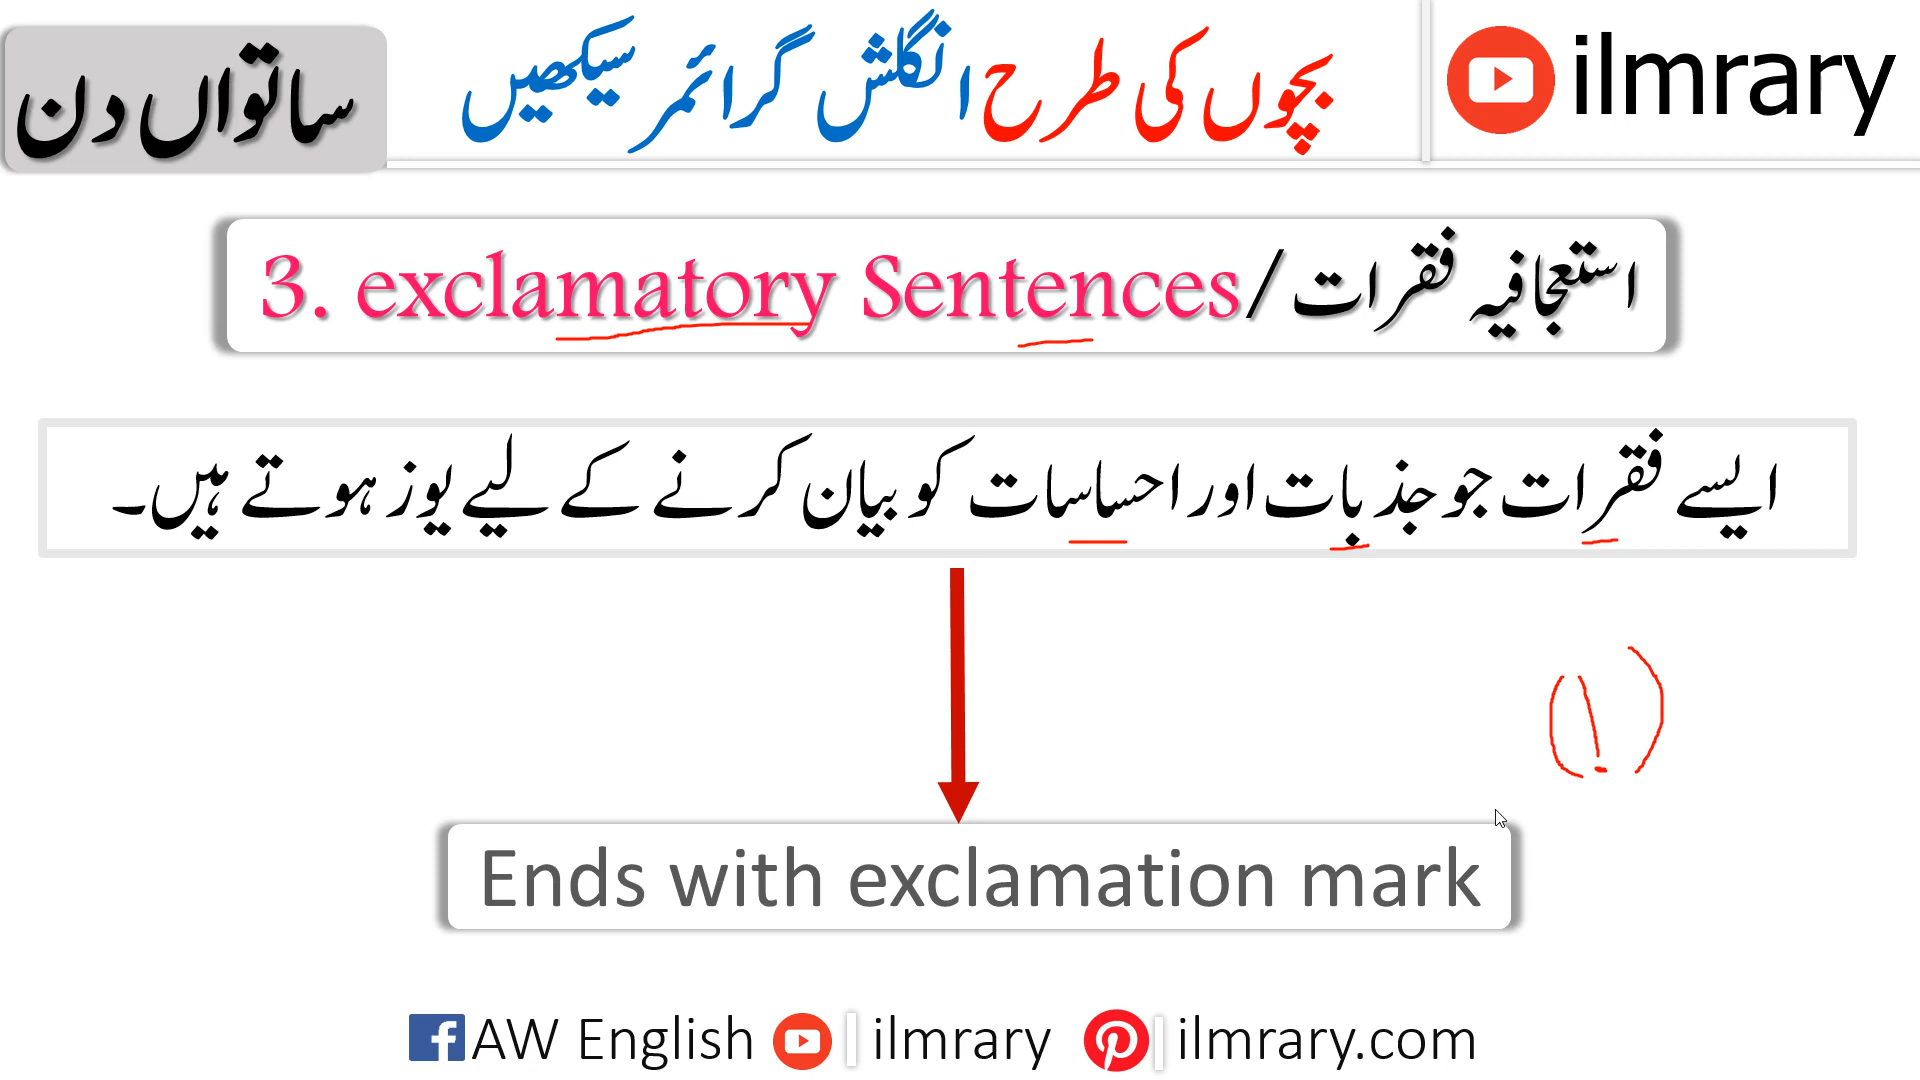 ساتواں دن
بچوں کی طرح انگلش گرائمر سیکھیں
ilmrary
3. exclamatory Sentences/استعجافیہ فقرات
ایسے فقرات جو جذبات اور احساسات کو بیان کرنے کے لیے یوز ہوتے ہیں۔
(!)
Ends with exclamation mark
AW English | ilmrary | ilmrary.com